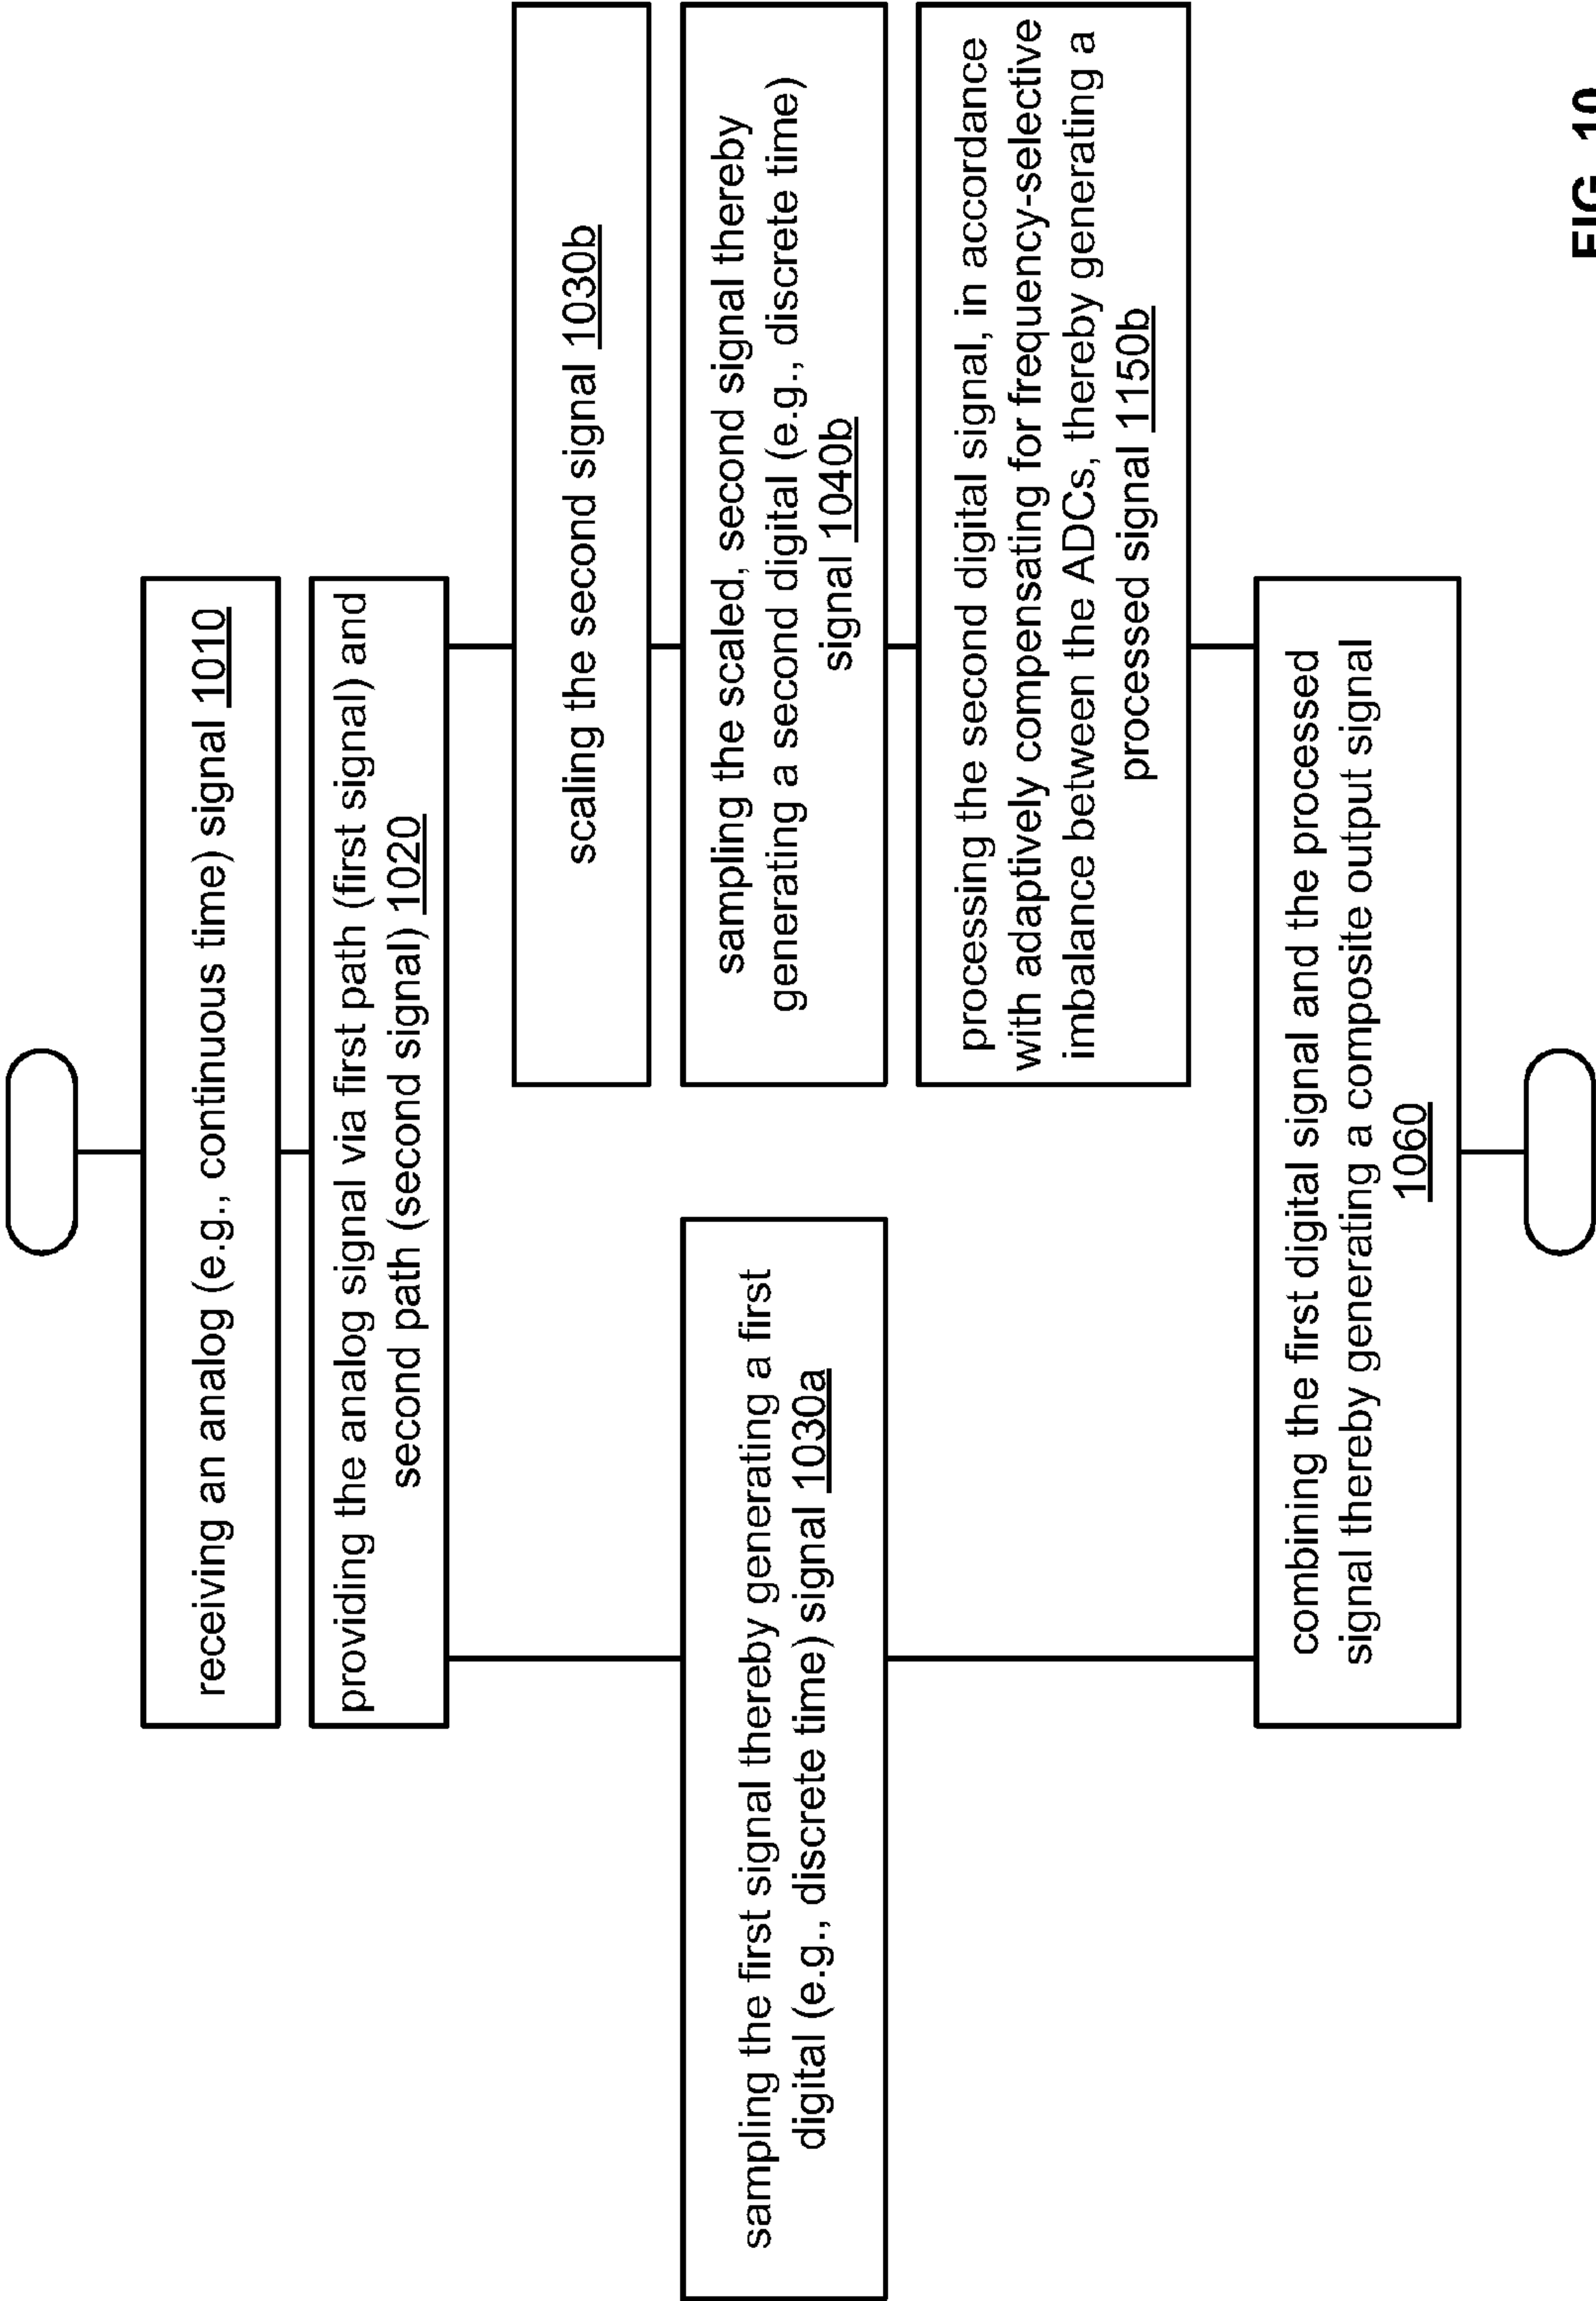 receiving an analog (e.g., continuous time) signal 1010
providing the analog signal via first path (first signal) and
second path (second signal) 1020
sampling the first signal thereby generating a first
digital (e.g., discrete time) signal 1030a
scaling the second signal 1030b
sampling the scaled, second signal thereby
generating a second digital (e.g., discrete time)
signal 1040b
processing the second digital signal, in accordance
with adaptively compensating for frequency-selective
imbalance between the ADCs, thereby generating a
processed signal 1150b
combining the first digital signal and the processed
signal thereby generating a composite output signal
1060
FIG. 10